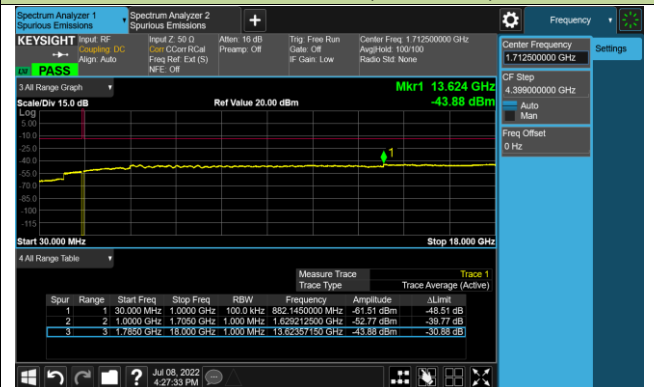 Spectrum Analyzer 1
Spurious Emissions
Spectrum Analyzer 2
Spurious Emissions
Frequency
KEYSIGHT Input: RF
Coupling: DC
Align: Auto
PASS
Input Z: 50 Ω
Corr CCorr RCal
Freq Ref: Ext (S)
NFE: Off
Atten: 16 dB
Preamp: Off
Trig: Free Run
Gate: Off
IF Gain: Low
Center Freq: 1.712500000 GHz
Avg|Hold: 100/100
Radio Std: None
Center Frequency
1.712500000 GHz
Settings
CF Step
4.399000000 GHz
Auto
Man
Freq Offset
0 Hz
3 All Range Graph
Mkr1 13.624 GHz
-43.88 dBm
Scale/Div 15.0 dB
Ref Value 20.00 dBm
Log
5.00
-10.0
-25.0
-40.0
-55.0
-70.0
-85.0
-100
-115
1
Start 30.000 MHz
Stop 18.000 GHz
4 All Range Table
Measure Trace Trace 1
Trace Type Trace Average (Active)
Spur Range Start Freq Stop Freq RBW Frequency Amplitude ΔLimit
1 1 30.000 MHz 1.0000 GHz 100.0 kHz 882.1450000 MHz -61.51 dBm -48.51 dB
2 2 1.0000 GHz 1.7050 GHz 1.000 MHz 1.629212500 GHz -52.77 dBm -39.77 dB
3 3 1.7850 GHz 18.000 GHz 1.000 MHz 13.62357150 GHz -43.88 dBm -30.88 dB
Jul 08, 2022
4:27:33 PM